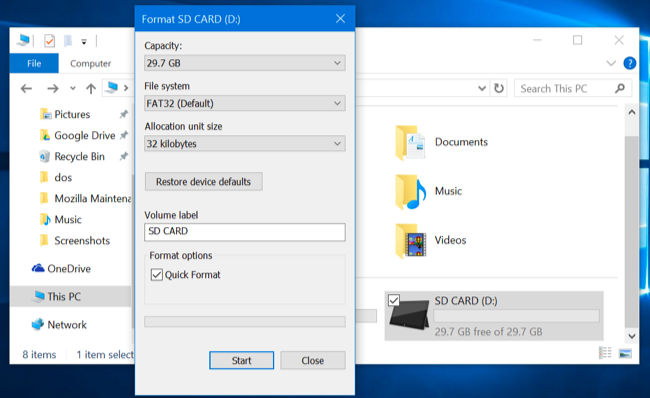 Format SD CARD (D:)
Capacity:
29.7 GB
File system
FAT32 (Default)
Allocation unit size
32 kilobytes
Restore device defaults
Volume label
SD CARD
Format options
Quick Format
Start
Close
File
Computer
Search This PC
Pictures
Google Drive
Recycle Bin
dos
Mozilla Maintena
Music
Screenshots
OneDrive
This PC
Network
Documents
Music
Videos
SD CARD (D:)
29.7 GB free of 29.7 GB
8 items
1 item select